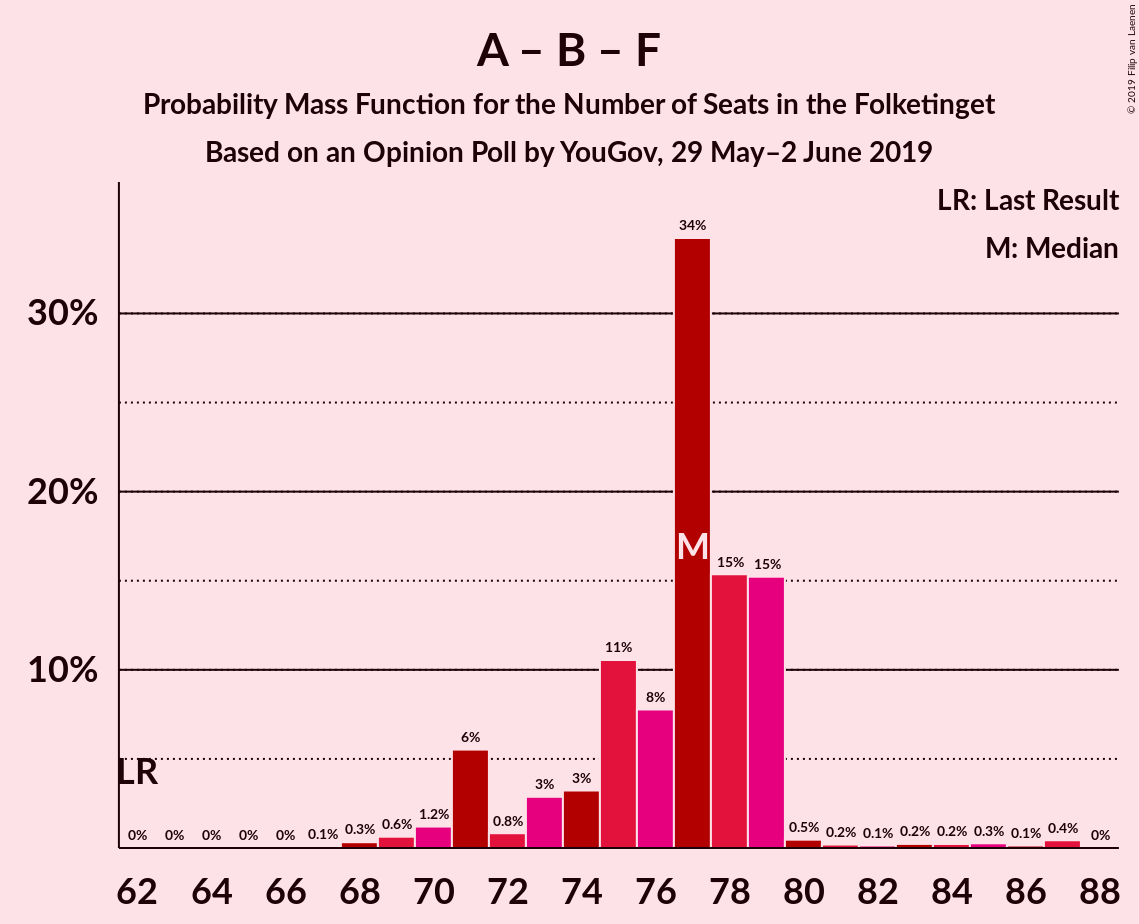 A – B – F
Probability Mass Function for the Number of Seats in the Folketinget
Based on an Opinion Poll by YouGov, 29 May–2 June 2019
© 2019 Filip van Laenen
LR: Last Result
M: Median
30%
20%
10%
LR
M
0% 0% 0% 0% 0% 0.1% 0.3% 0.6% 1.2% 6% 0.8% 3% 3% 11% 8% 34% 15% 15% 0.5% 0.2% 0.1% 0.2% 0.2% 0.3% 0.1% 0.4% 0%
62 64 66 68 70 72 74 76 78 80 82 84 86 88